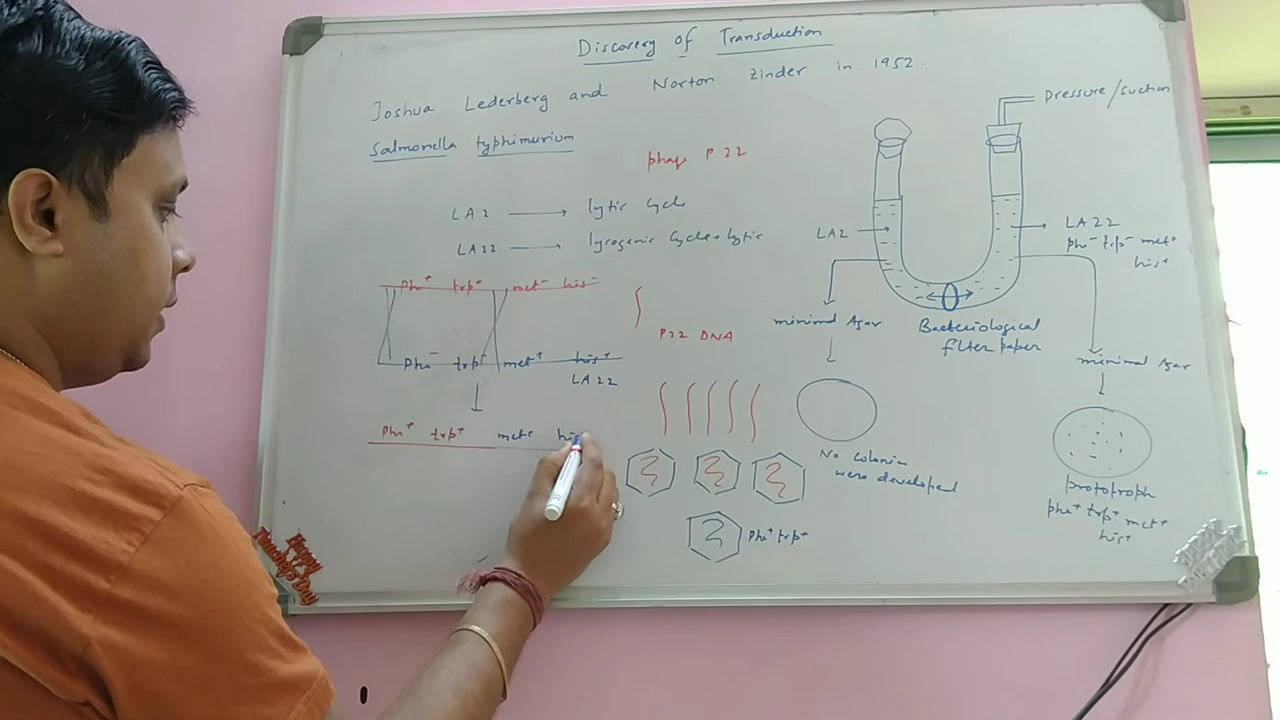 Discovery of Transduction
Joshua Lederberg and Norton Zinder in 1952.
Salmonella typhimurium
phage P 22
LA2 → lytic cycle
LA22 → lysogenic cycle + lytic
Phe+ trp+ met- his-
Phe- trp- met+ his+
LA 22
Phe+ trp+ met+ his
P22 DNA
Phe+ trp+
Pressure/suction
LA2
LA22
phe- trp- met+
his+
minimal Agar
Bacteriological
filter paper
minimal Agar
No colonies
were developed
prototroph
phe+ trp+ met+
his+